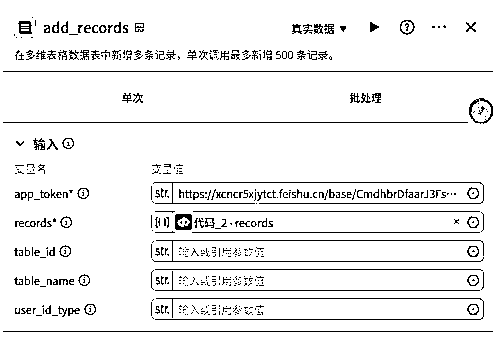 add_records 真实数据
在多维表格数据表中新增多条记录，单次调用最多新增 500 条记录。
单次 批处理
输入
变量名 变量值
app_token* str. https://xcncr5xjytct.feishu.cn/base/CmdhbrDfaarJ3Fs···
records* [{}] 代码_2 · records
table_id str. 输入或引用参数值
table_name str. 输入或引用参数值
user_id_type str. 输入或引用参数值